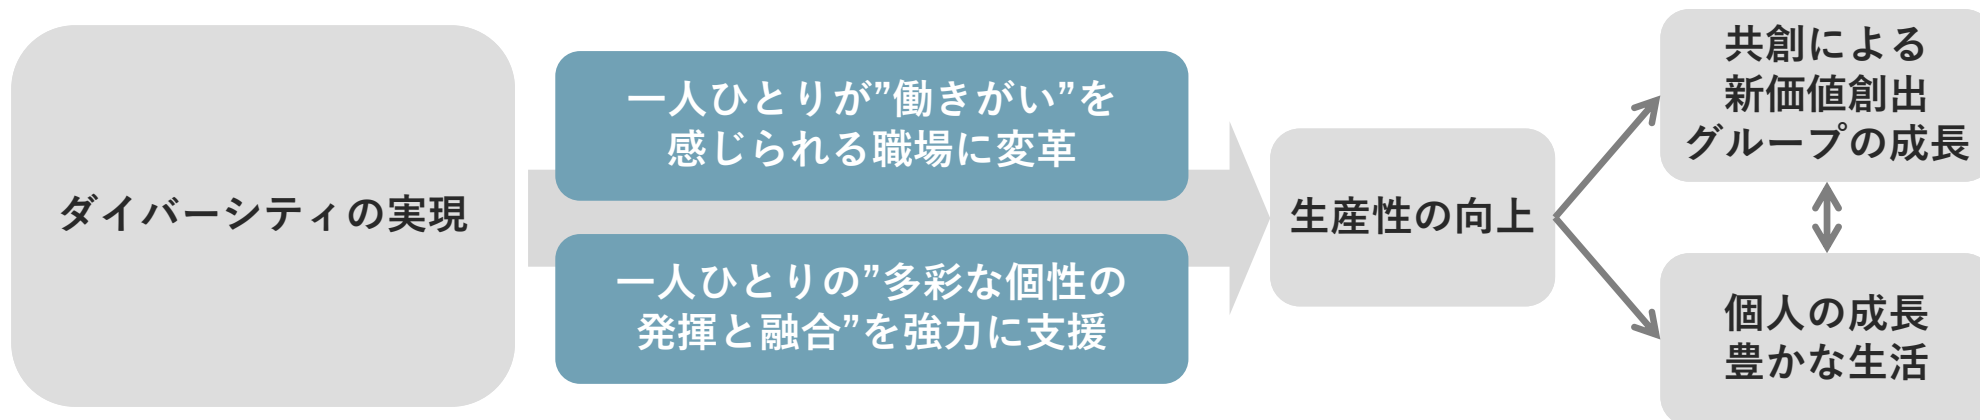 ダイバーシティの実現
一人ひとりが”働きがい”を
感じられる職場に変革
一人ひとりの”多彩な個性の
発揮と融合”を強力に支援
生産性の向上
共創による
新価値創出
グループの成長
個人の成長
豊かな生活